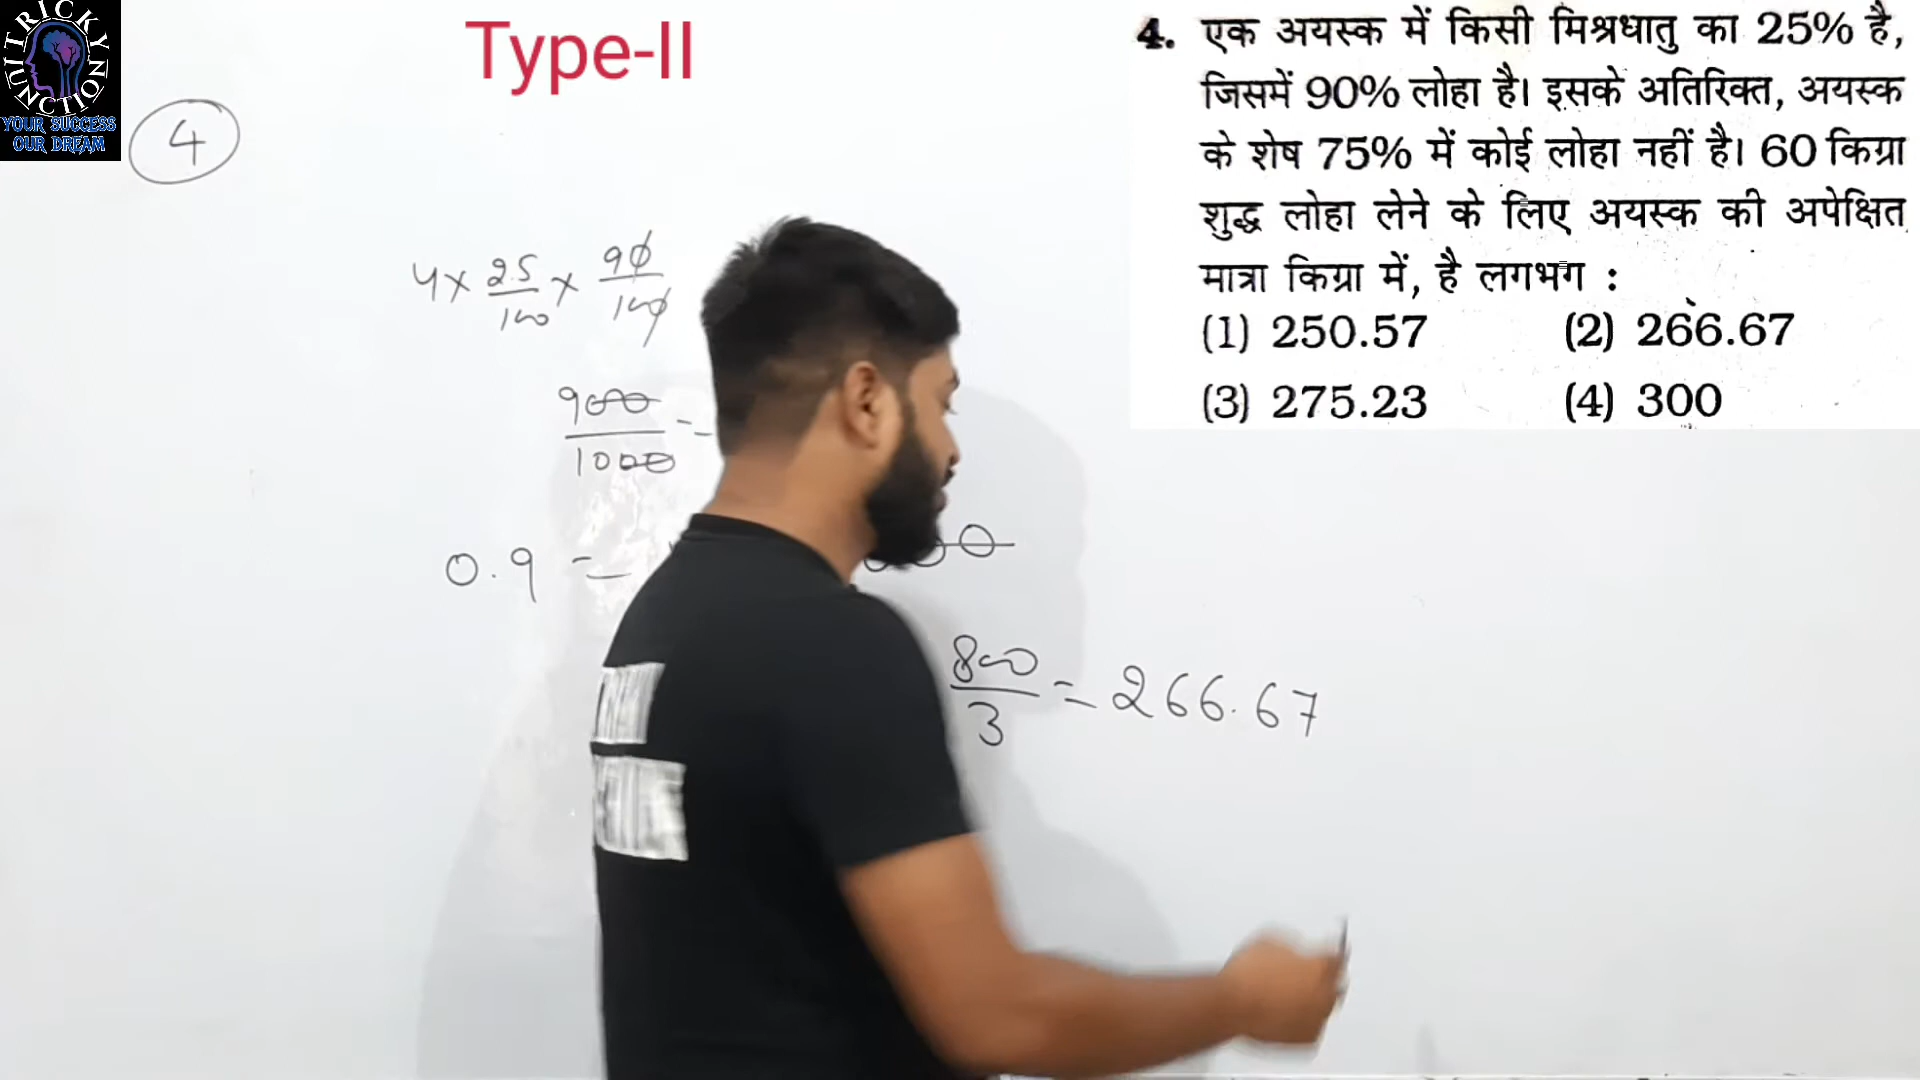 TRICKY NUIT JUNCTION
YOUR SUCCESS
OUR DREAM
Type-II
4
4. एक अयस्क में किसी मिश्रधातु का 25% है,
जिसमें 90% लोहा है। इसके अतिरिक्त, अयस्क
के शेष 75% में कोई लोहा नहीं है। 60 किग्रा
शुद्ध लोहा लेने के लिए अयस्क की अपेक्षित
मात्रा किग्रा में, है लगभग :
(1) 250.57 (2) 266.67
(3) 275.23 (4) 300
4 × 25/100 × 90/100
900/1000 =
0.9 =
800/3 = 266.67